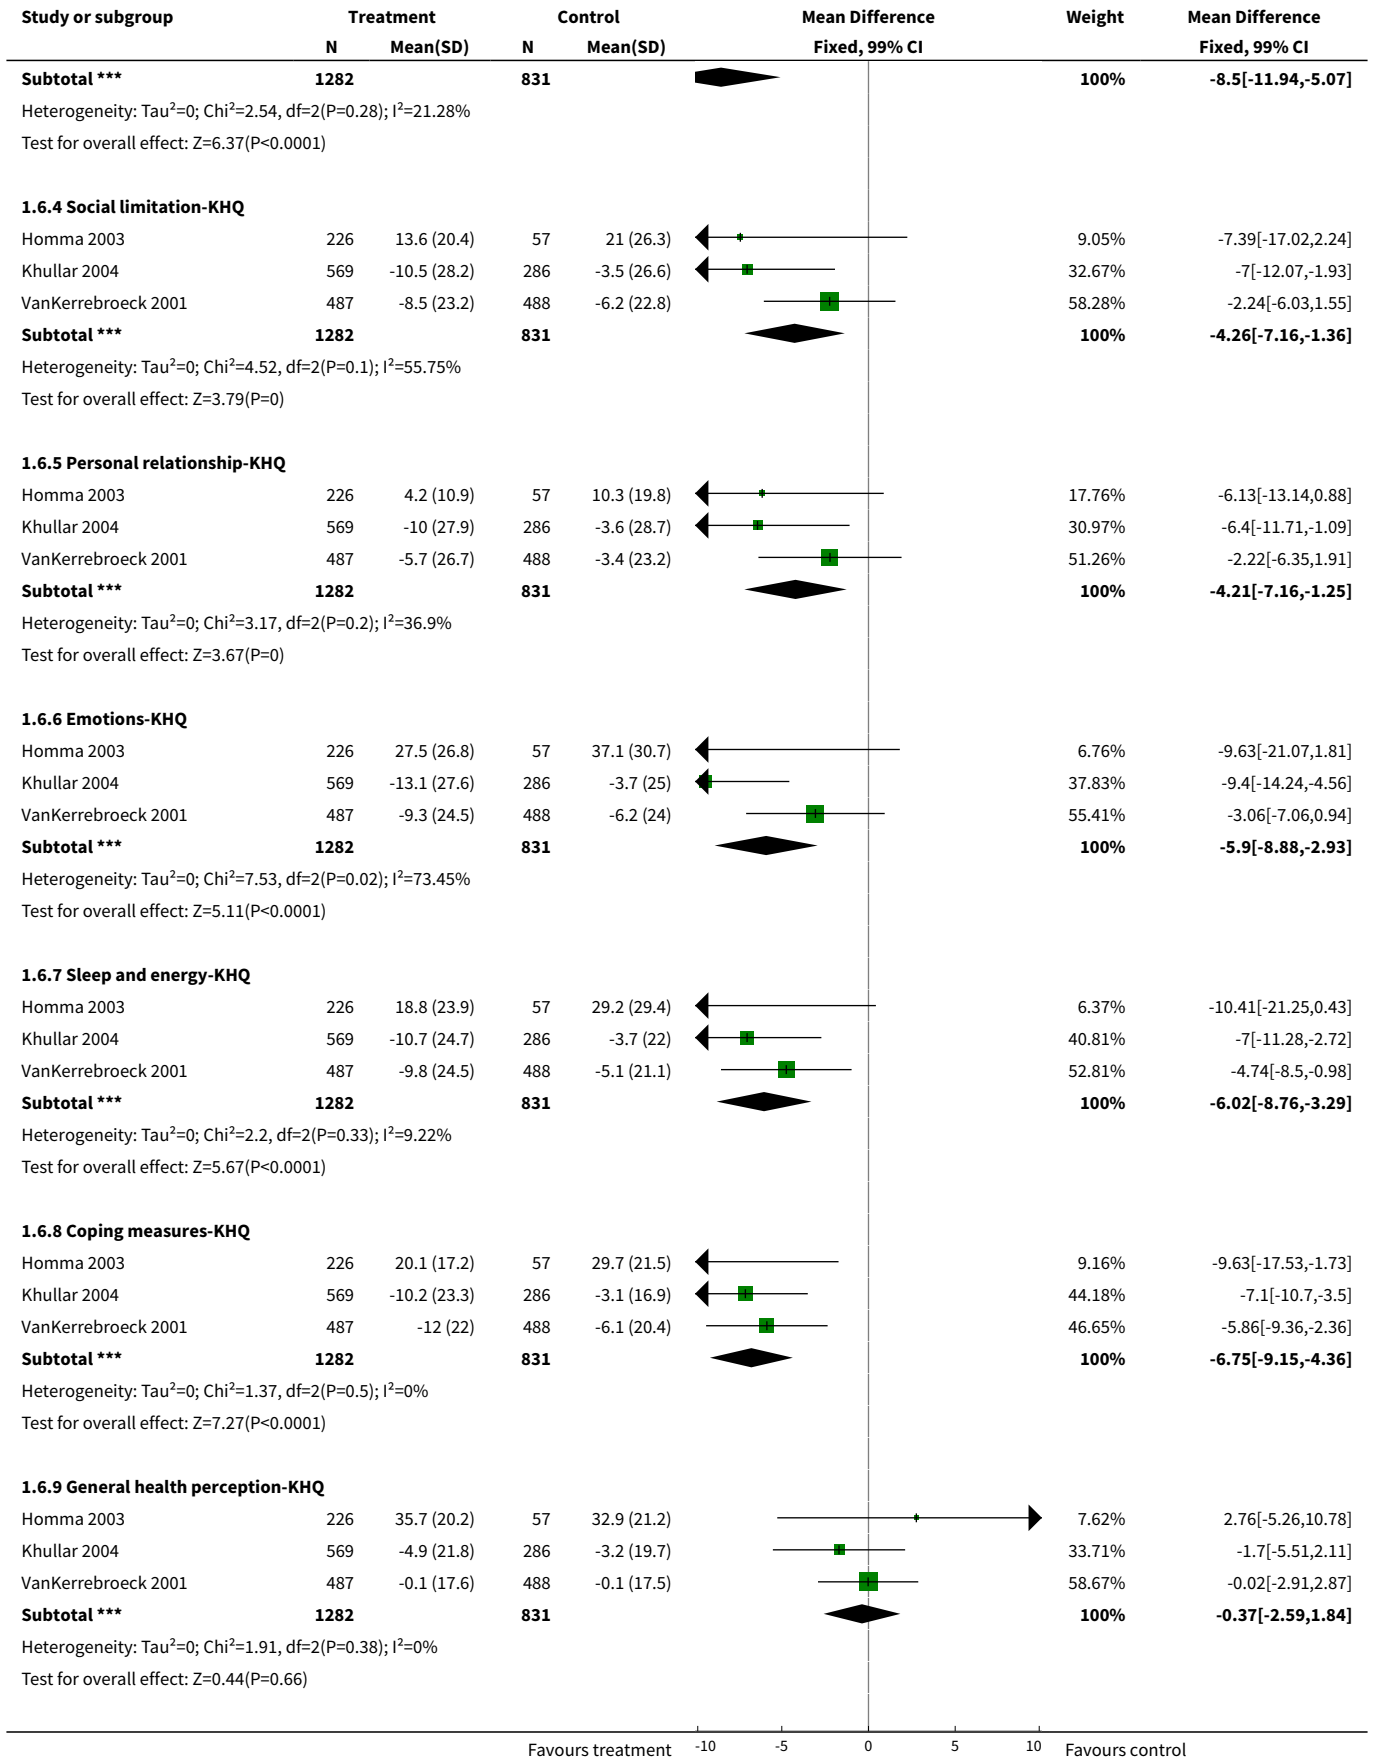 Study or subgroup Treatment Control Mean Difference Weight Mean Difference
N Mean(SD) N Mean(SD) Fixed, 99% CI Fixed, 99% CI
Subtotal *** 1282 831 100% -8.5[-11.94,-5.07]
Heterogeneity: Tau²=0; Chi²=2.54, df=2(P=0.28); I²=21.28%
Test for overall effect: Z=6.37(P<0.0001)
1.6.4 Social limitation-KHQ
Homma 2003 226 13.6 (20.4) 57 21 (26.3) 9.05% -7.39[-17.02,2.24]
Khullar 2004 569 -10.5 (28.2) 286 -3.5 (26.6) 32.67% -7[-12.07,-1.93]
VanKerrebroeck 2001 487 -8.5 (23.2) 488 -6.2 (22.8) 58.28% -2.24[-6.03,1.55]
Subtotal *** 1282 831 100% -4.26[-7.16,-1.36]
Heterogeneity: Tau²=0; Chi²=4.52, df=2(P=0.1); I²=55.75%
Test for overall effect: Z=3.79(P=0)
1.6.5 Personal relationship-KHQ
Homma 2003 226 4.2 (10.9) 57 10.3 (19.8) 17.76% -6.13[-13.14,0.88]
Khullar 2004 569 -10 (27.9) 286 -3.6 (28.7) 30.97% -6.4[-11.71,-1.09]
VanKerrebroeck 2001 487 -5.7 (26.7) 488 -3.4 (23.2) 51.26% -2.22[-6.35,1.91]
Subtotal *** 1282 831 100% -4.21[-7.16,-1.25]
Heterogeneity: Tau²=0; Chi²=3.17, df=2(P=0.2); I²=36.9%
Test for overall effect: Z=3.67(P=0)
1.6.6 Emotions-KHQ
Homma 2003 226 27.5 (26.8) 57 37.1 (30.7) 6.76% -9.63[-21.07,1.81]
Khullar 2004 569 -13.1 (27.6) 286 -3.7 (25) 37.83% -9.4[-14.24,-4.56]
VanKerrebroeck 2001 487 -9.3 (24.5) 488 -6.2 (24) 55.41% -3.06[-7.06,0.94]
Subtotal *** 1282 831 100% -5.9[-8.88,-2.93]
Heterogeneity: Tau²=0; Chi²=7.53, df=2(P=0.02); I²=73.45%
Test for overall effect: Z=5.11(P<0.0001)
1.6.7 Sleep and energy-KHQ
Homma 2003 226 18.8 (23.9) 57 29.2 (29.4) 6.37% -10.41[-21.25,0.43]
Khullar 2004 569 -10.7 (24.7) 286 -3.7 (22) 40.81% -7[-11.28,-2.72]
VanKerrebroeck 2001 487 -9.8 (24.5) 488 -5.1 (21.1) 52.81% -4.74[-8.5,-0.98]
Subtotal *** 1282 831 100% -6.02[-8.76,-3.29]
Heterogeneity: Tau²=0; Chi²=2.2, df=2(P=0.33); I²=9.22%
Test for overall effect: Z=5.67(P<0.0001)
1.6.8 Coping measures-KHQ
Homma 2003 226 20.1 (17.2) 57 29.7 (21.5) 9.16% -9.63[-17.53,-1.73]
Khullar 2004 569 -10.2 (23.3) 286 -3.1 (16.9) 44.18% -7.1[-10.7,-3.5]
VanKerrebroeck 2001 487 -12 (22) 488 -6.1 (20.4) 46.65% -5.86[-9.36,-2.36]
Subtotal *** 1282 831 100% -6.75[-9.15,-4.36]
Heterogeneity: Tau²=0; Chi²=1.37, df=2(P=0.5); I²=0%
Test for overall effect: Z=7.27(P<0.0001)
1.6.9 General health perception-KHQ
Homma 2003 226 35.7 (20.2) 57 32.9 (21.2) 7.62% 2.76[-5.26,10.78]
Khullar 2004 569 -4.9 (21.8) 286 -3.2 (19.7) 33.71% -1.7[-5.51,2.11]
VanKerrebroeck 2001 487 -0.1 (17.6) 488 -0.1 (17.5) 58.67% -0.02[-2.91,2.87]
Subtotal *** 1282 831 100% -0.37[-2.59,1.84]
Heterogeneity: Tau²=0; Chi²=1.91, df=2(P=0.38); I²=0%
Test for overall effect: Z=0.44(P=0.66)
Favours treatment -10 -5 0 5 10 Favours control